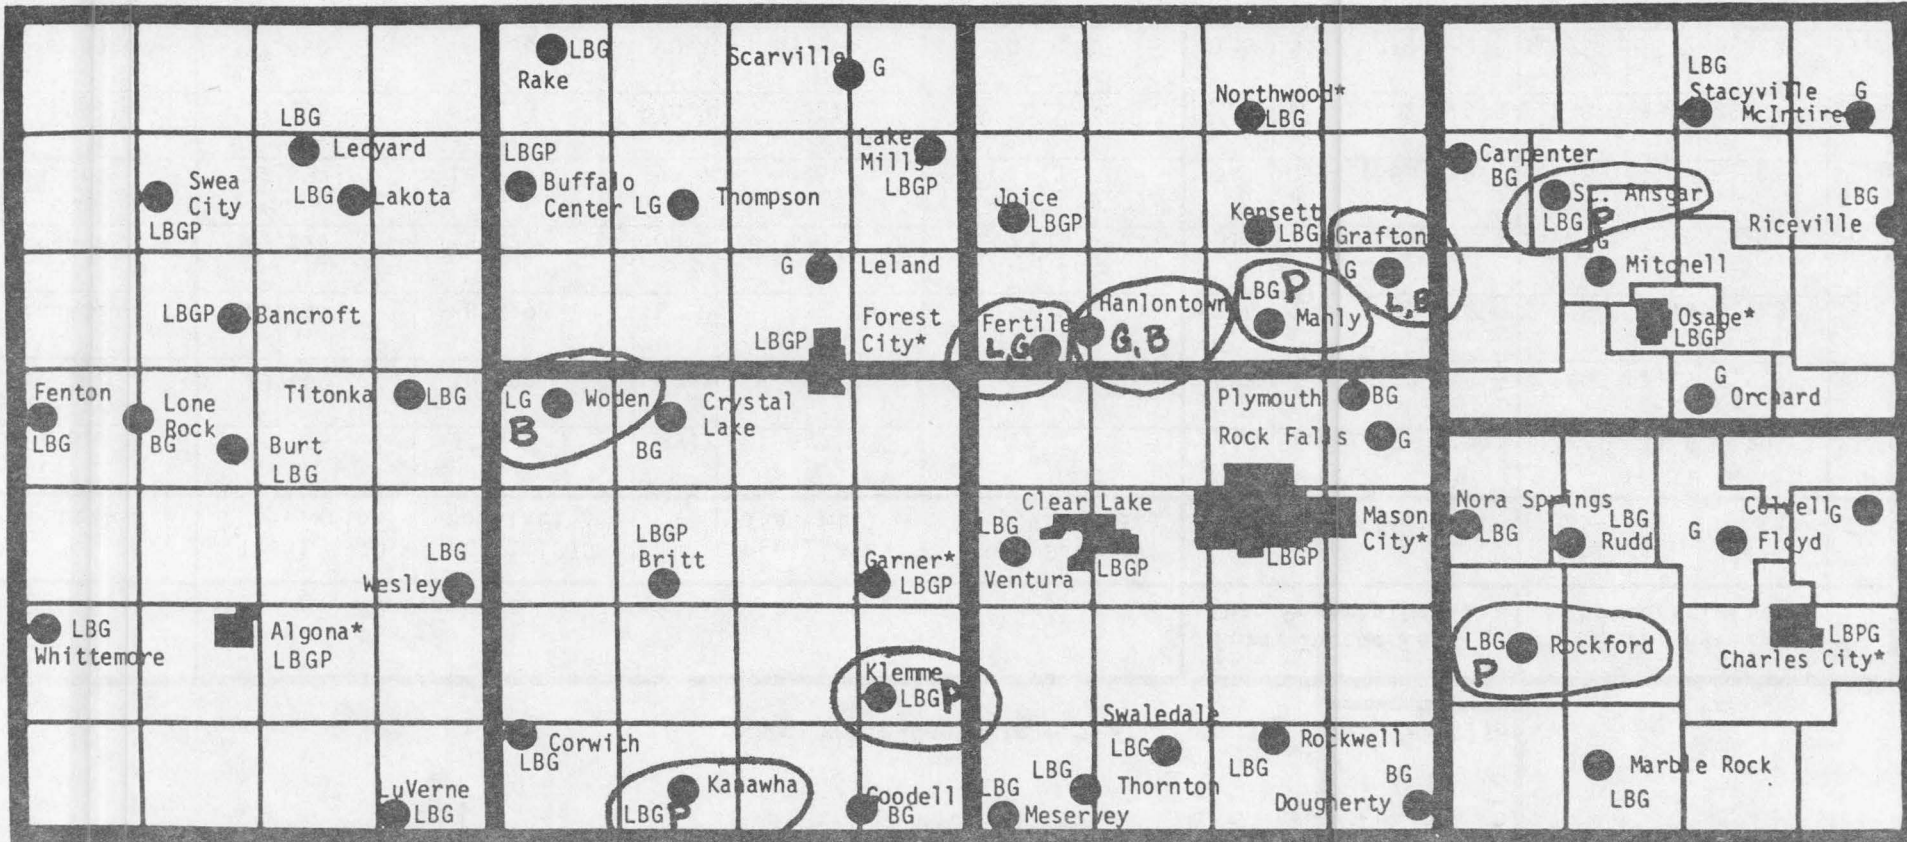 LBG
Rake
Scarville
G
Northwood*
LBG
LBG
Stacyville
G
McIntire
LBG
Ledyard
Swea
City
LBGP
LBG
Lakota
LBGP
Buffalo
Center
LG
Thompson
Lake
Mills
LBGP
Joice
LBGP
Kensett
LBG
Grafton
G
L,B
Carpenter
BG
St. Ansgar
LBG P
G
Mitchell
LBG
Riceville
LBGP
Bancroft
G
Leland
LBGP
Forest
City*
Fertile
L,G
Hanlontown
G,B
LBG P
Manly
Osage*
LBGP
G
Orchard
Fenton
LBG
Lone
Rock
BG
Burt
LBG
Titonka
LBG
LG
Woden
B
Crystal
Lake
BG
Plymouth
BG
Rock Falls
G
LBG
Wesley
LBGP
Britt
Garner*
LBGP
LBG
Ventura
Clear Lake
LBGP
Mason
City*
LBGP
Nora Springs
LBG
LBG
Rudd
G
Floyd
Colwell
G
LBG
Whittemore
Algona*
LBGP
Klemme
LBG P
LBG
Rockford
P
LBPG
Charles City*
LuVerne
LBG
Corwith
LBG
Kanawha
LBG P
Goodell
BG
LBG
Meservey
LBG
Thornton
Swaledale
LBG
Rockwell
LBG
BG
Dougherty
Marble Rock
LBG